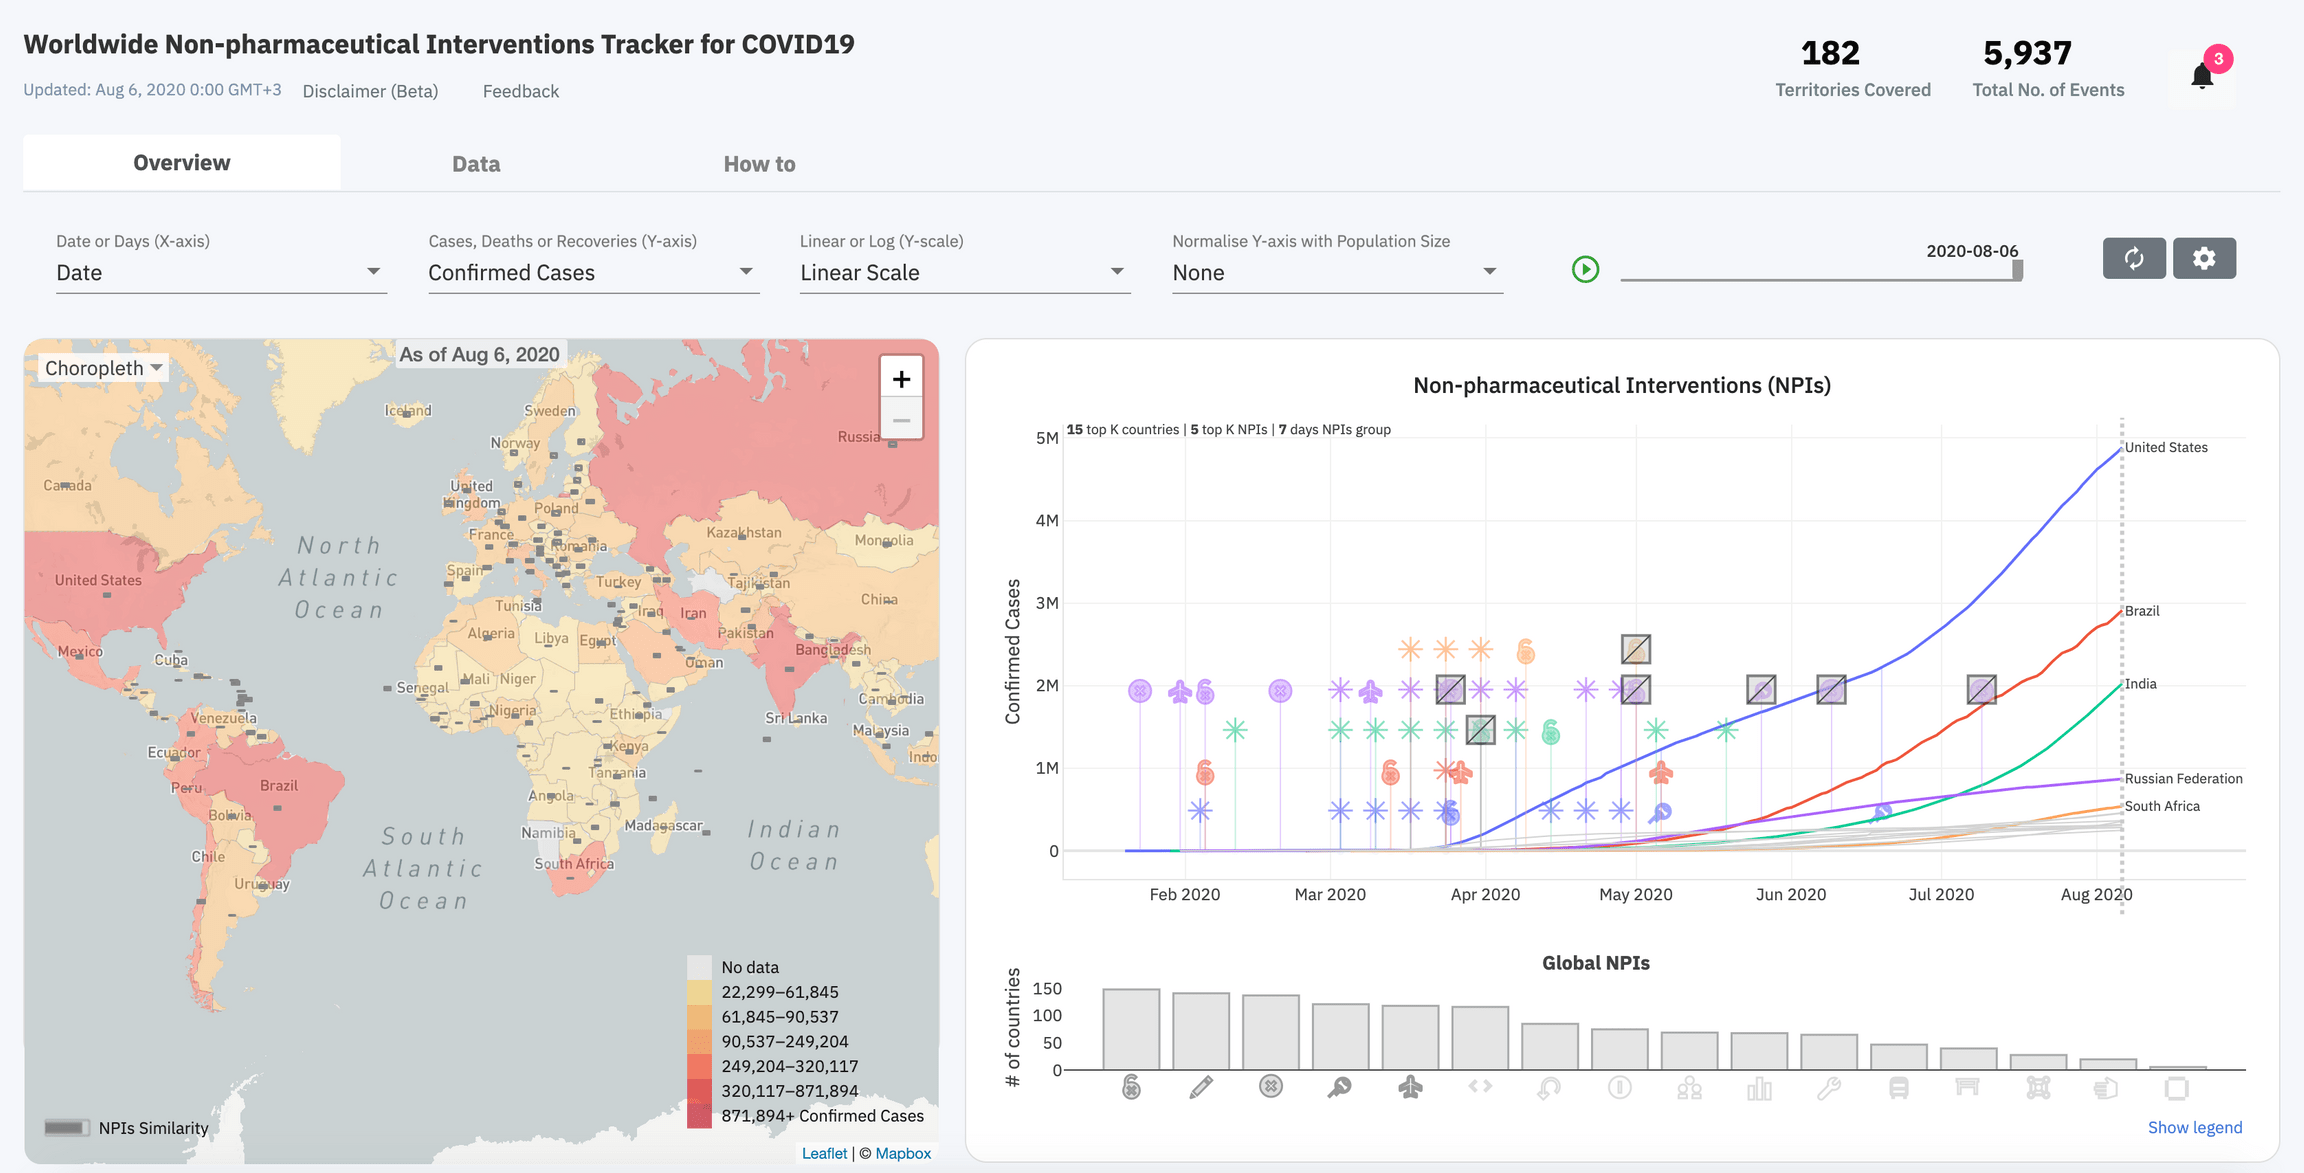 Worldwide Non-pharmaceutical Interventions Tracker for COVID19
Updated: Aug 6, 2020 0:00 GMT+3 Disclaimer (Beta) Feedback
182
Territories Covered
5,937
Total No. of Events
3
Overview Data How to
Date or Days (X-axis)
Date
Cases, Deaths or Recoveries (Y-axis)
Confirmed Cases
Linear or Log (Y-scale)
Linear Scale
Normalise Y-axis with Population Size
None
2020-08-06
Choropleth
As of Aug 6, 2020
+
−
Iceland
Sweden
Norway
Russia
Canada
United
Kingdom
Poland
France
Romania
Kazakhstan
Mongolia
North
Atlantic
Ocean
United States
Spain
Turkey
Tajikistan
China
Tunisia
Iraq
Iran
Algeria
Libya
Egypt
Pakistan
Bangladesh
Mexico
Cuba
Oman
Senegal
Mali
Niger
Nigeria
Ethiopia
Cambodia
Sri Lanka
Malaysia
Venezuela
Ecuador
Kenya
Indo
Peru
Brazil
Tanzania
Angola
Bolivia
Namibia
Madagascar
South
Atlantic
Ocean
Indian
Ocean
Chile
South Africa
Uruguay
No data
22,299–61,845
61,845–90,537
90,537–249,204
249,204–320,117
320,117–871,894
871,894+ Confirmed Cases
NPIs Similarity
Leaflet | © Mapbox
Non-pharmaceutical Interventions (NPIs)
15 top K countries | 5 top K NPIs | 7 days NPIs group
Confirmed Cases
5M
4M
3M
2M
1M
0
United States
Brazil
India
Russian Federation
South Africa
Feb 2020 Mar 2020 Apr 2020 May 2020 Jun 2020 Jul 2020 Aug 2020
Global NPIs
# of countries
150
100
50
0
Show legend